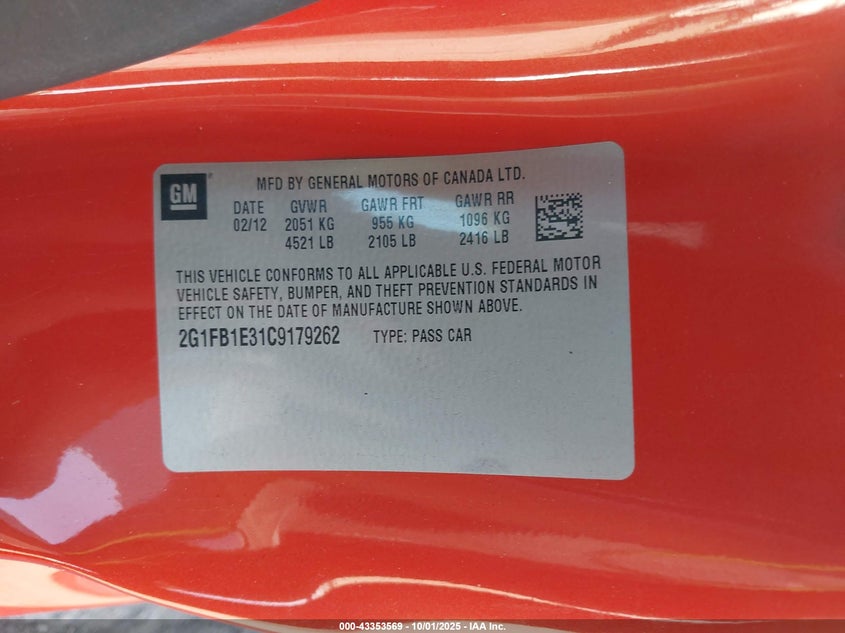 GM
MFD BY GENERAL MOTORS OF CANADA LTD.
DATE GVWR GAWR FRT GAWR RR
02/12 2051 KG 955 KG 1096 KG
4521 LB 2105 LB 2416 LB
THIS VEHICLE CONFORMS TO ALL APPLICABLE U.S. FEDERAL MOTOR
VEHICLE SAFETY, BUMPER, AND THEFT PREVENTION STANDARDS IN
EFFECT ON THE DATE OF MANUFACTURE SHOWN ABOVE.
2G1FB1E31C9179262 TYPE: PASS CAR
000-43353569 - 10/01/2025 - IAA Inc.